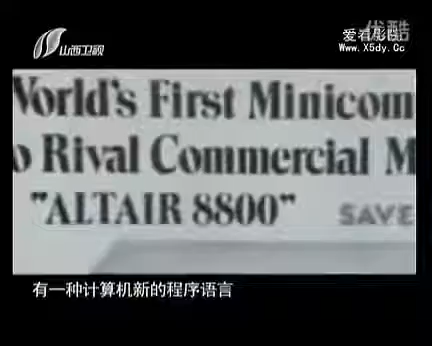 山西卫视
优酷
爱看影院
www.X5dy.Cc
World's First Minicom
o Rival Commercial M
"ALTAIR 8800"
SAVE
有一种计算机新的程序语言